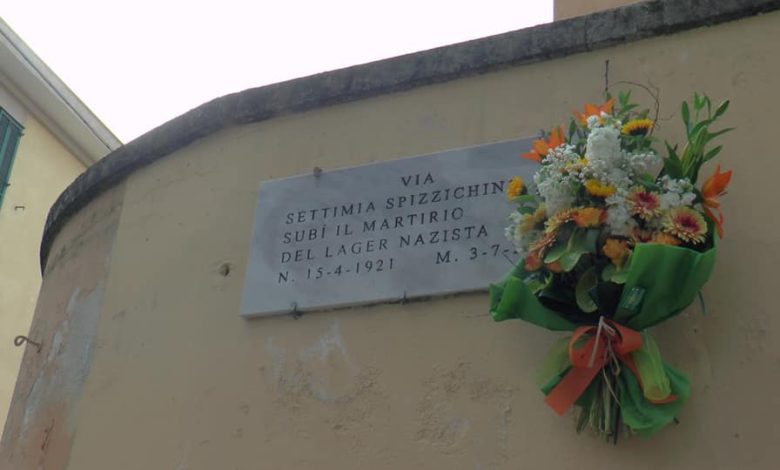 VIA
SETTIMIA SPIZZICHIN
SUBÌ IL MARTIRIO
DEL LAGER NAZISTA
N. 15-4-1921 M. 3-7-